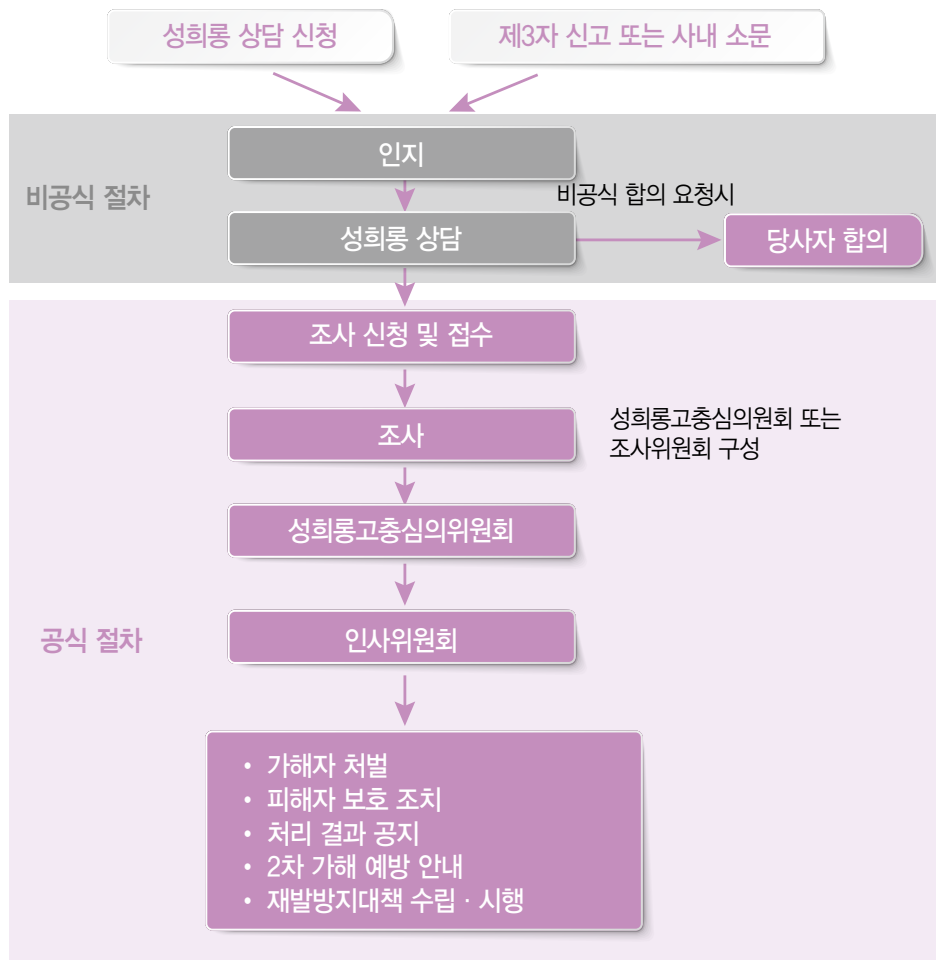 성희롱 상담 신청
제3자 신고 또는 사내 소문
인지
비공식 절차
비공식 합의 요청시
성희롱 상담
당사자 합의
조사 신청 및 접수
조사
성희롱고충심의원회 또는
조사위원회 구성
성희롱고충심의위원회
공식 절차
인사위원회
• 가해자 처벌
• 피해자 보호 조치
• 처리 결과 공지
• 2차 가해 예방 안내
• 재발방지대책 수립 · 시행